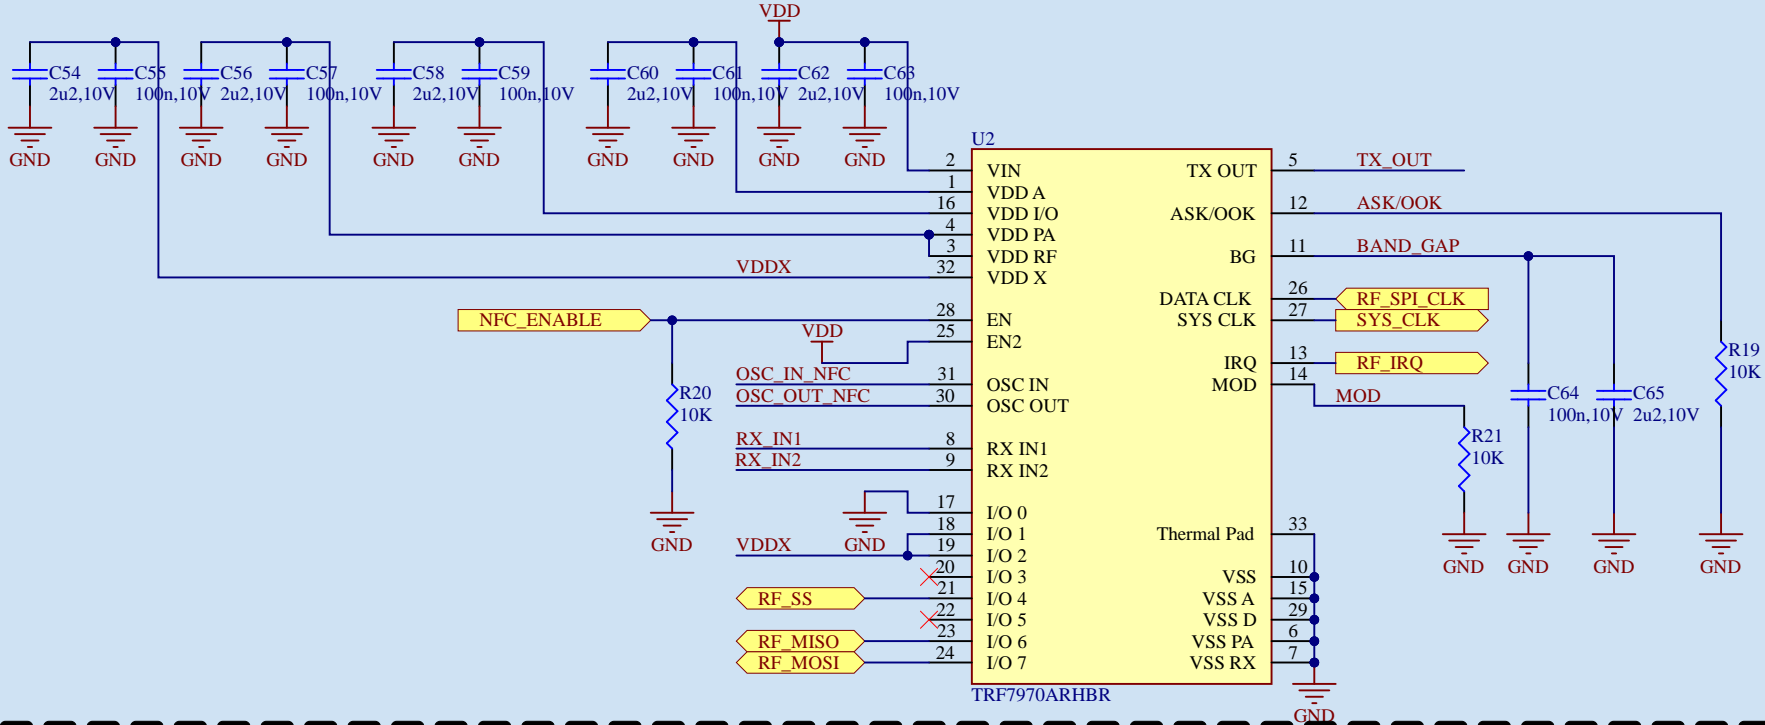 VDD
C54 C55 C56 C57 C58 C59 C60 C61 C62 C63
2u2,10V 100n,10V 2u2,10V 100n,10V 2u2,10V 100n,10V 2u2,10V 100n,10V 2u2,10V 100n,10V
GND GND GND GND GND GND GND GND GND GND
U2
2 VIN TX OUT 5 TX_OUT
1 VDD A
16 VDD I/O ASK/OOK 12 ASK/OOK
4 VDD PA
3 VDD RF BG 11 BAND_GAP
VDDX 32 VDD X
DATA CLK 26 RF_SPI_CLK
NFC_ENABLE 28 EN SYS CLK 27 SYS_CLK
VDD 25 EN2
IRQ 13 RF_IRQ
R19
10K
OSC_IN_NFC 31 OSC IN MOD 14 MOD
OSC_OUT_NFC 30 OSC OUT
R20
10K
C64
100n,10V
C65
2u2,10V
R21
10K
RX_IN1 8 RX IN1
RX_IN2 9 RX IN2
17 I/O 0
18 I/O 1 Thermal Pad 33
GND GND
VDDX 19 I/O 2
GND GND GND GND
20 I/O 3 VSS 10
RF_SS 21 I/O 4 VSS A 15
22 I/O 5 VSS D 29
RF_MISO 23 I/O 6 VSS PA 6
RF_MOSI 24 I/O 7 VSS RX 7
TRF7970ARHBR
GND